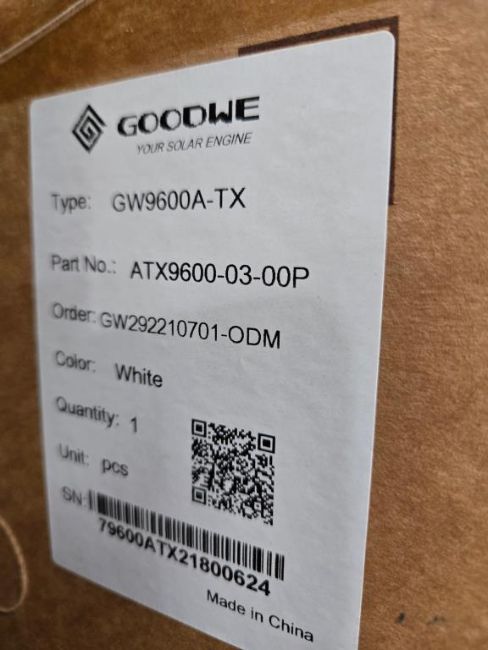 GOODWE
YOUR SOLAR ENGINE
Type: GW9600A-TX
Part No.: ATX9600-03-00P
Order: GW292210701-ODM
Color: White
Quantity: 1
Unit: pcs
SN:
79600ATX21800624
Made in China